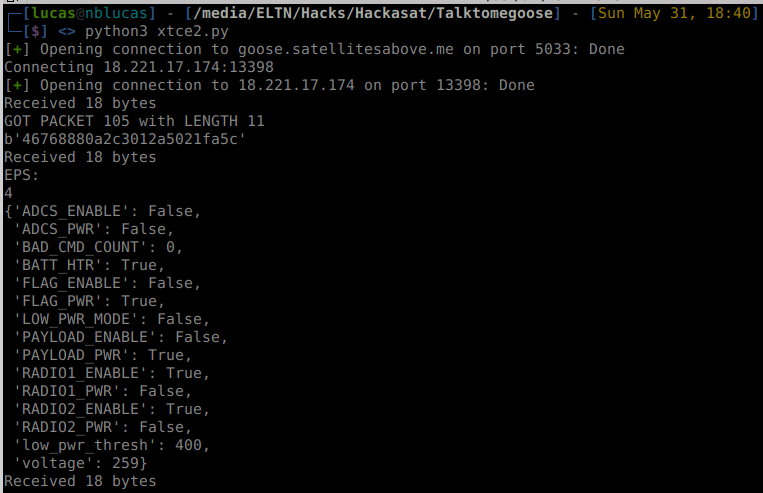 [lucas@nblucas] - [/media/ELTN/Hacks/Hackasat/Talktomegoose] - [Sun May 31, 18:40]
[$] <> python3 xtce2.py
[+] Opening connection to goose.satellitesabove.me on port 5033: Done
Connecting 18.221.17.174:13398
[+] Opening connection to 18.221.17.174 on port 13398: Done
Received 18 bytes
GOT PACKET 105 with LENGTH 11
b'46768880a2c3012a5021fa5c'
Received 18 bytes
EPS:
4
{'ADCS_ENABLE': False,
 'ADCS_PWR': False,
 'BAD_CMD_COUNT': 0,
 'BATT_HTR': True,
 'FLAG_ENABLE': False,
 'FLAG_PWR': True,
 'LOW_PWR_MODE': False,
 'PAYLOAD_ENABLE': False,
 'PAYLOAD_PWR': True,
 'RADIO1_ENABLE': True,
 'RADIO1_PWR': False,
 'RADIO2_ENABLE': True,
 'RADIO2_PWR': False,
 'low_pwr_thresh': 400,
 'voltage': 259}
Received 18 bytes